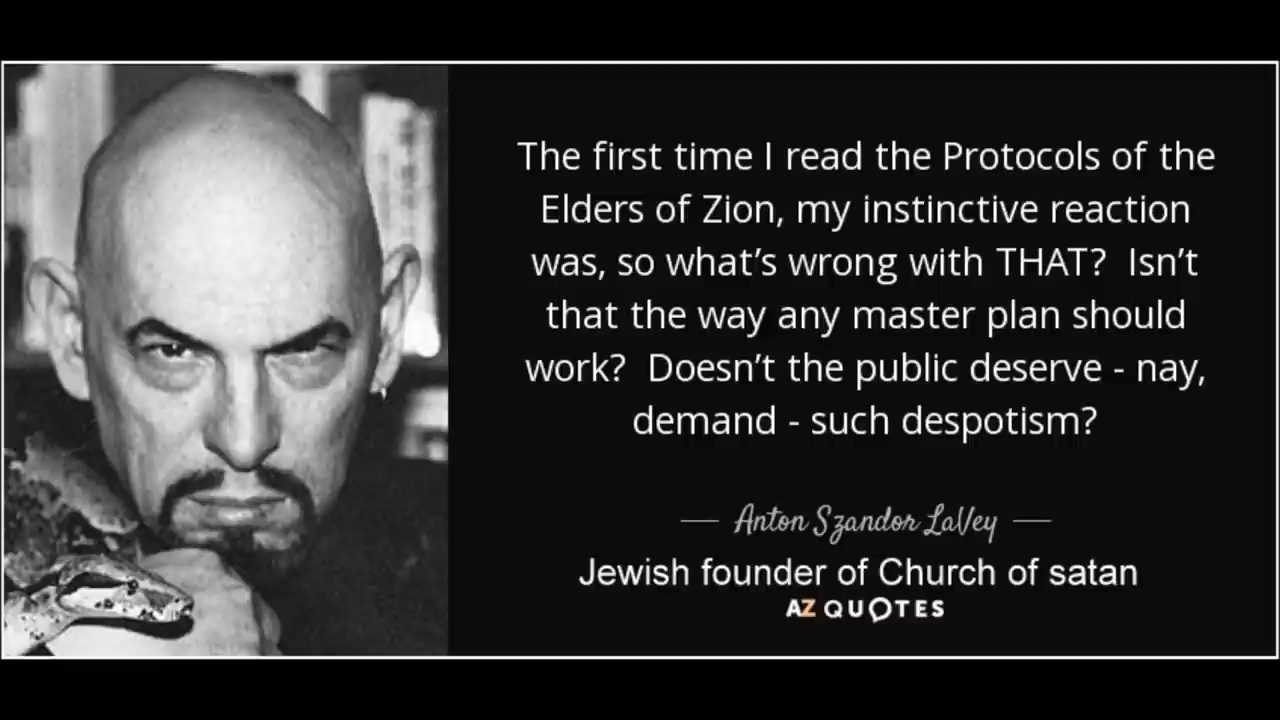 The first time I read the Protocols of the
Elders of Zion, my instinctive reaction
was, so what's wrong with THAT?  Isn't
that the way any master plan should
work?  Doesn't the public deserve - nay,
demand - such despotism?
— Anton Szandor LaVey —
Jewish founder of Church of satan
AZ QUOTES